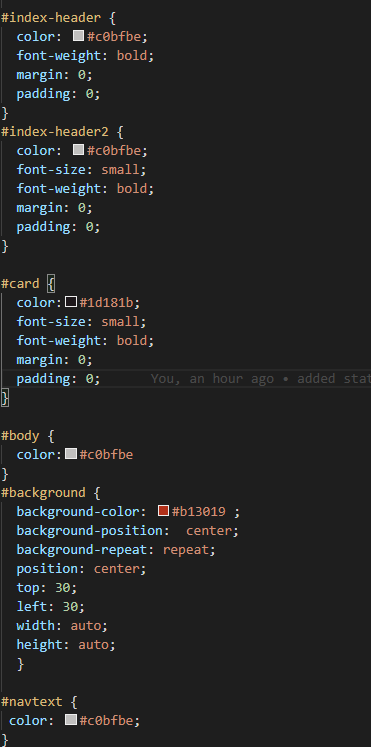 #index-header {
  color: #c0bfbe;
  font-weight: bold;
  margin: 0;
  padding: 0;
}
#index-header2 {
  color: #c0bfbe;
  font-size: small;
  font-weight: bold;
  margin: 0;
  padding: 0;
}
#card {
  color:#1d181b;
  font-size: small;
  font-weight: bold;
  margin: 0;
  padding: 0; You, an hour ago • added
}
#body {
  color:#c0bfbe
}
#background {
  background-color: #b13019 ;
  background-position:  center;
  background-repeat: repeat;
  position: center;
  top: 30;
  left: 30;
  width: auto;
  height: auto;
  }
#navtext {
 color: #c0bfbe;
}